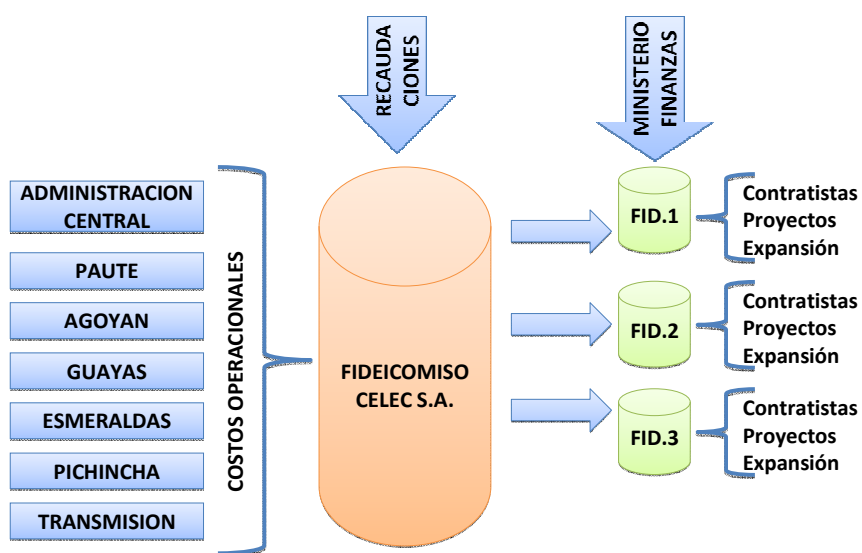 RECAUDA
CIONES
MINISTERIO
FINANZAS
ADMINISTRACION
CENTRAL
PAUTE
AGOYAN
GUAYAS
ESMERALDAS
PICHINCHA
TRANSMISION
COSTOS OPERACIONALES
FIDEICOMISO
CELEC S.A.
FID.1
Contratistas
Proyectos
Expansión
FID.2
Contratistas
Proyectos
Expansión
FID.3
Contratistas
Proyectos
Expansión